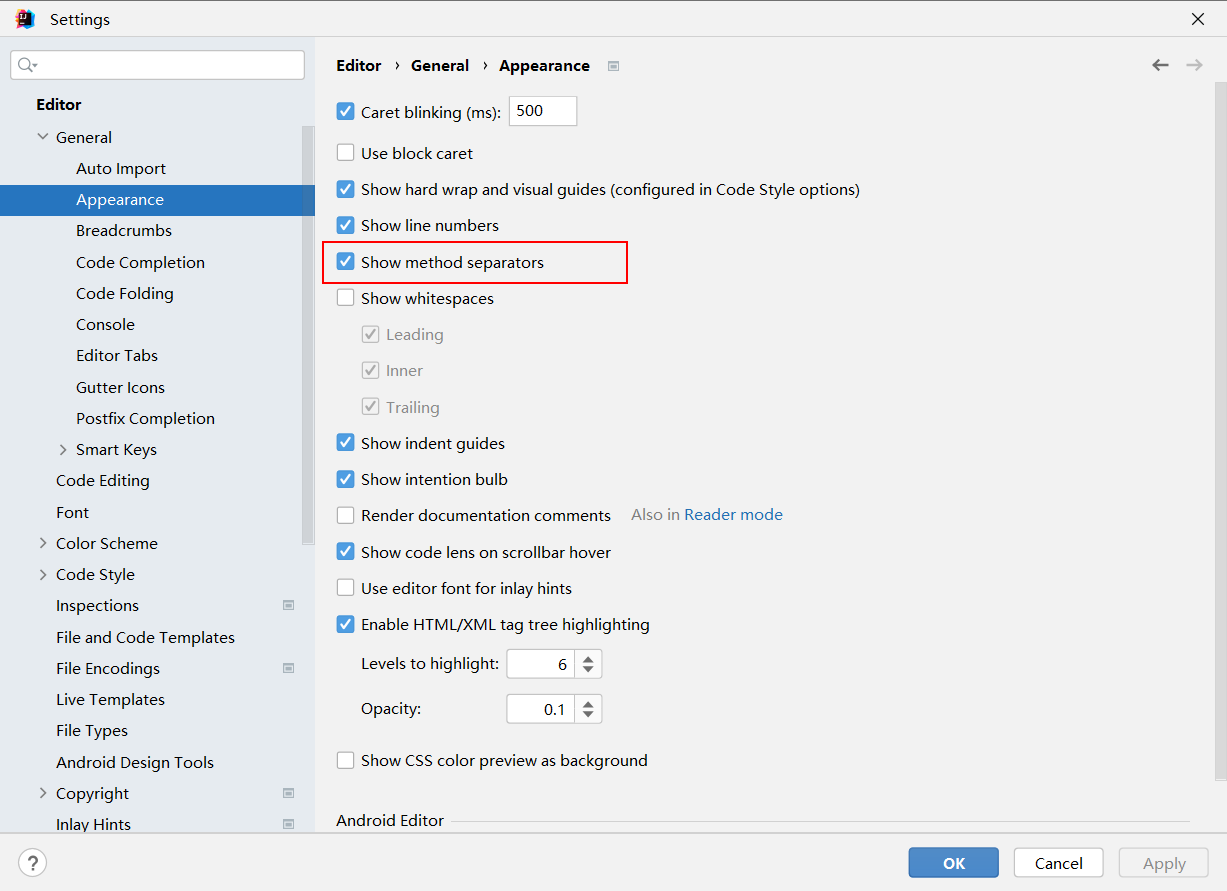 Settings
Editor › General › Appearance
Editor
General
Auto Import
Appearance
Breadcrumbs
Code Completion
Code Folding
Console
Editor Tabs
Gutter Icons
Postfix Completion
Smart Keys
Code Editing
Font
Color Scheme
Code Style
Inspections
File and Code Templates
File Encodings
Live Templates
File Types
Android Design Tools
Copyright
Inlay Hints
Caret blinking (ms): 500
Use block caret
Show hard wrap and visual guides (configured in Code Style options)
Show line numbers
Show method separators
Show whitespaces
Leading
Inner
Trailing
Show indent guides
Show intention bulb
Render documentation comments Also in Reader mode
Show code lens on scrollbar hover
Use editor font for inlay hints
Enable HTML/XML tag tree highlighting
Levels to highlight: 6
Opacity: 0.1
Show CSS color preview as background
Android Editor
? OK Cancel Apply